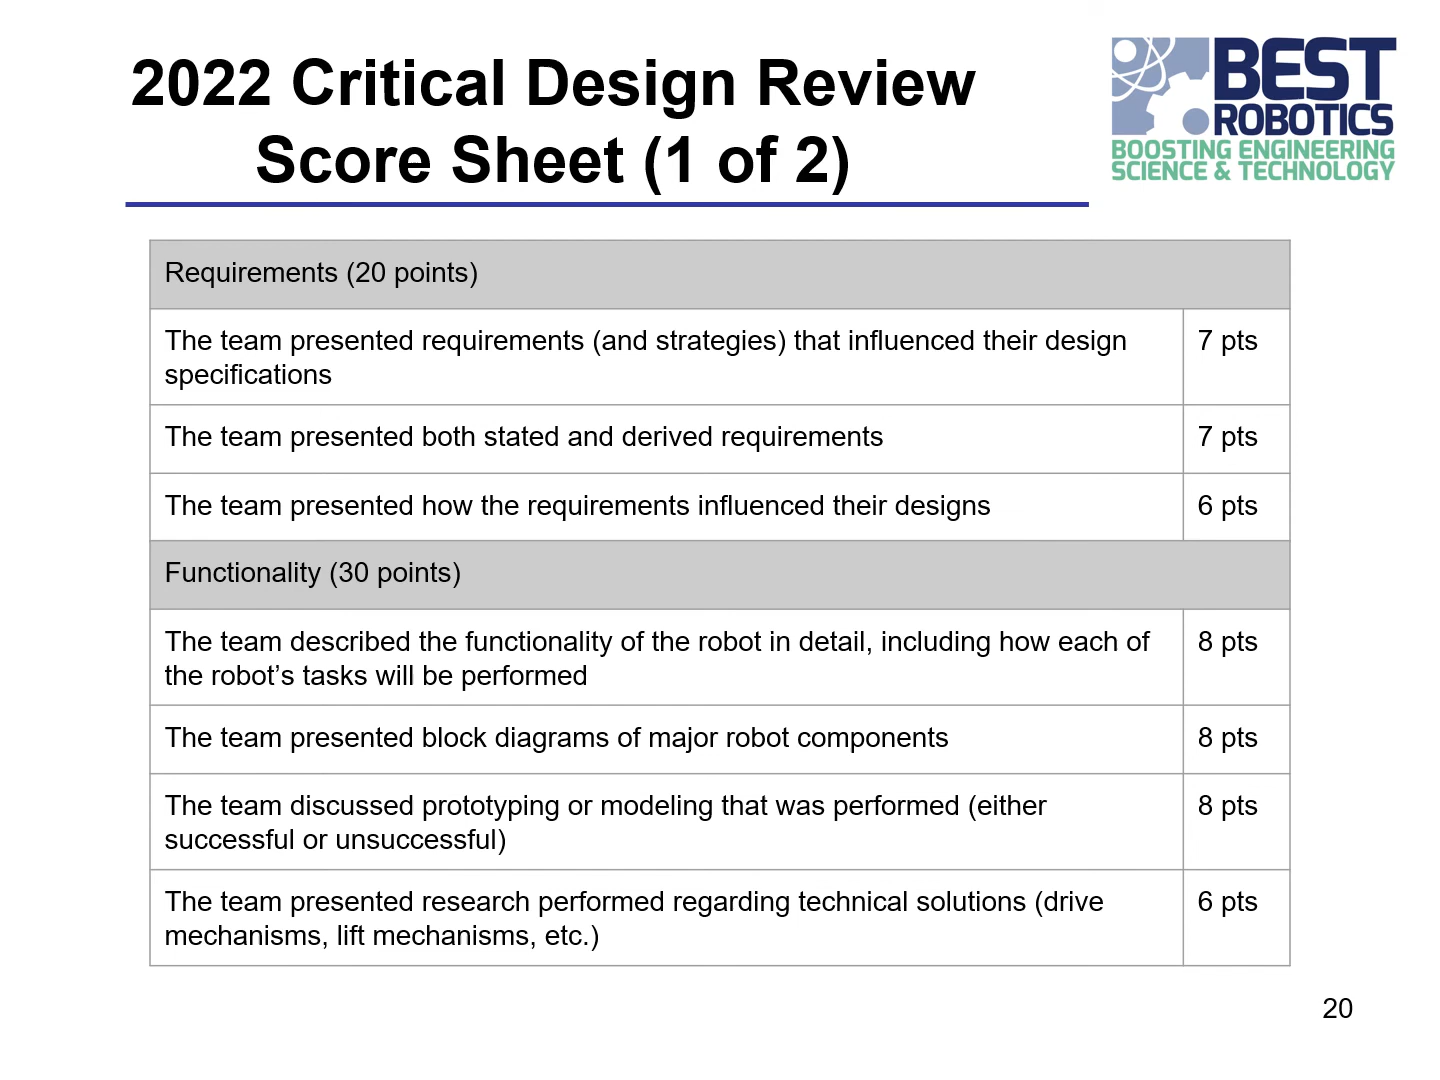 2022 Critical Design Review
Score Sheet (1 of 2)
BEST
ROBOTICS
BOOSTING ENGINEERING
SCIENCE & TECHNOLOGY
Requirements (20 points)
The team presented requirements (and strategies) that influenced their design
specifications
7 pts
The team presented both stated and derived requirements
7 pts
The team presented how the requirements influenced their designs
6 pts
Functionality (30 points)
The team described the functionality of the robot in detail, including how each of
the robot’s tasks will be performed
8 pts
The team presented block diagrams of major robot components
8 pts
The team discussed prototyping or modeling that was performed (either
successful or unsuccessful)
8 pts
The team presented research performed regarding technical solutions (drive
mechanisms, lift mechanisms, etc.)
6 pts
20